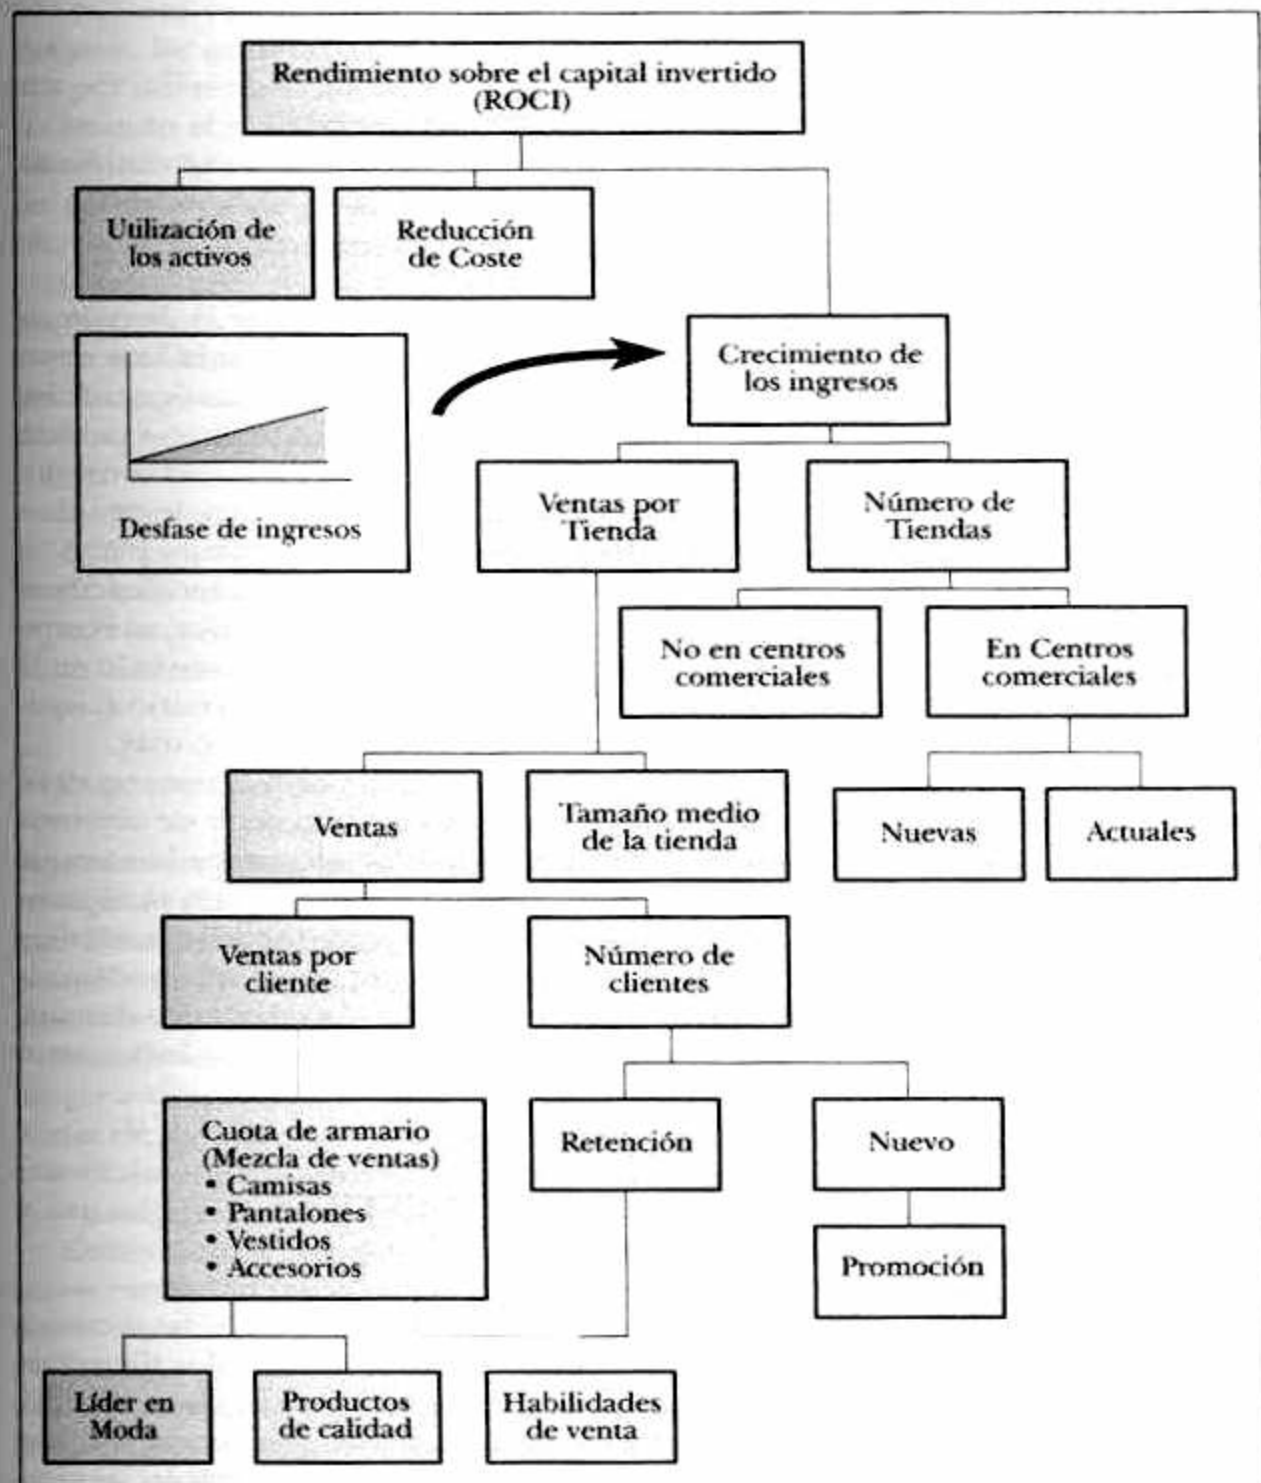 Rendimiento sobre el capital invertido
(ROCI)
Utilización de
los activos
Reducción
de Coste
Crecimiento de
los ingresos
Desfase de ingresos
Ventas por
Tienda
Número de
Tiendas
No en centros
comerciales
En Centros
comerciales
Ventas
Tamaño medio
de la tienda
Nuevas
Actuales
Ventas por
cliente
Número de
clientes
Cuota de armario
(Mezcla de ventas)
• Camisas
• Pantalones
• Vestidos
• Accesorios
Retención
Nuevo
Promoción
Líder en
Moda
Productos
de calidad
Habilidades
de venta